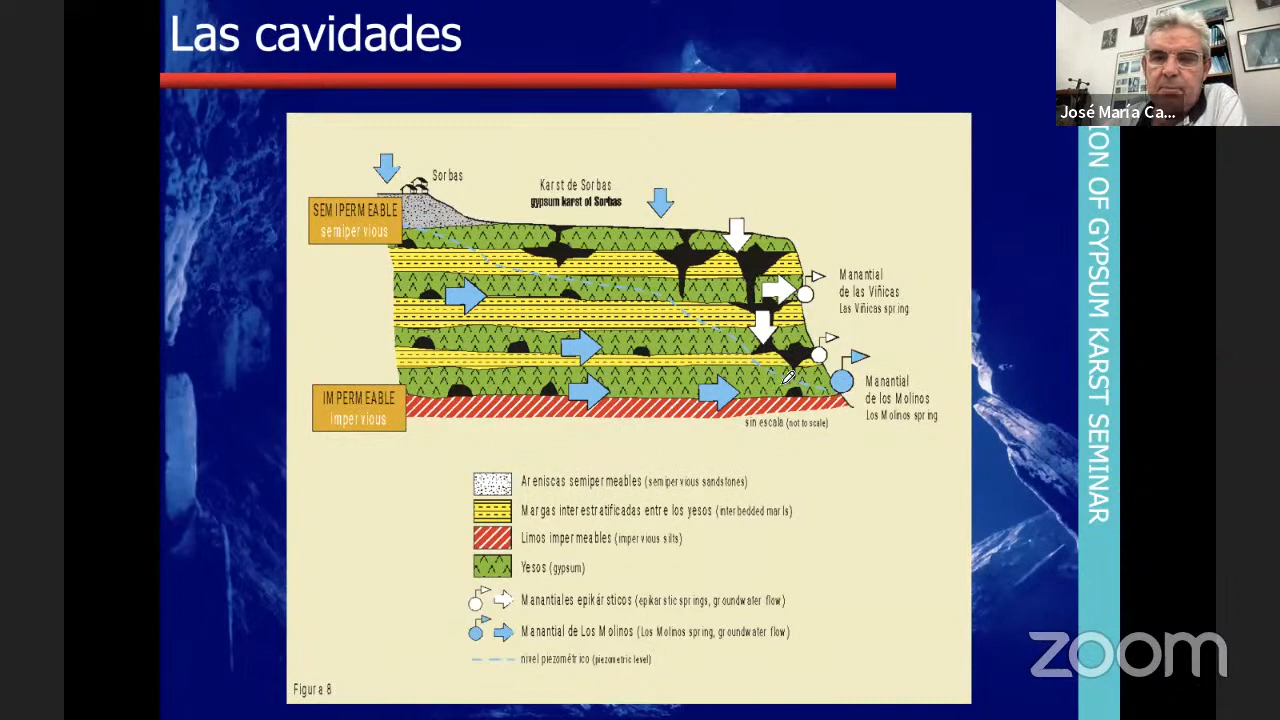 Las cavidades
José María Ca...
ION OF GYPSUM KARST SEMINAR
Sorbas
Karst de Sorbas
gypsum karst of Sorbas
SEMIPERMEABLE
semipervious
Manantial
de las Viñicas
Las Viñicas spring
IMPERMEABLE
impervious
Manantial
de los Molinos
Los Molinos spring
sin escala (not to scale)
Areniscas semipermeables (semipervious sandstones)
Margas interestratificadas entre los yesos (interbedded marls)
Limos impermeables (impervious silts)
Yesos (gypsum)
Manantiales epikársticos (epikarstic springs, groundwater flow)
Manantial de Los Molinos (Los Molinos spring, groundwater flow)
nivel piezométrico (piezometric level)
Figura 8
zoom